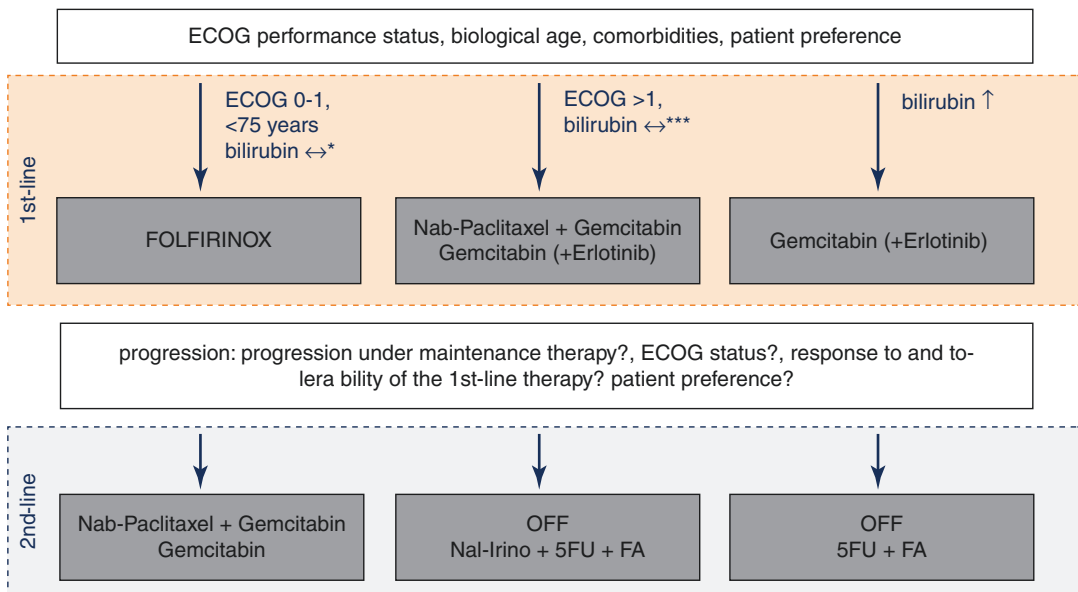 ECOG performance status, biological age, comorbidities, patient preference
1st-line
ECOG 0-1,
<75 years
bilirubin ↔*
ECOG >1,
bilirubin ↔***
bilirubin ↑
FOLFIRINOX
Nab-Paclitaxel + Gemcitabin
Gemcitabin (+Erlotinib)
Gemcitabin (+Erlotinib)
progression: progression under maintenance therapy?, ECOG status?, response to and to-
lera bility of the 1st-line therapy? patient preference?
2nd-line
Nab-Paclitaxel + Gemcitabin
Gemcitabin
OFF
Nal-Irino + 5FU + FA
OFF
5FU + FA